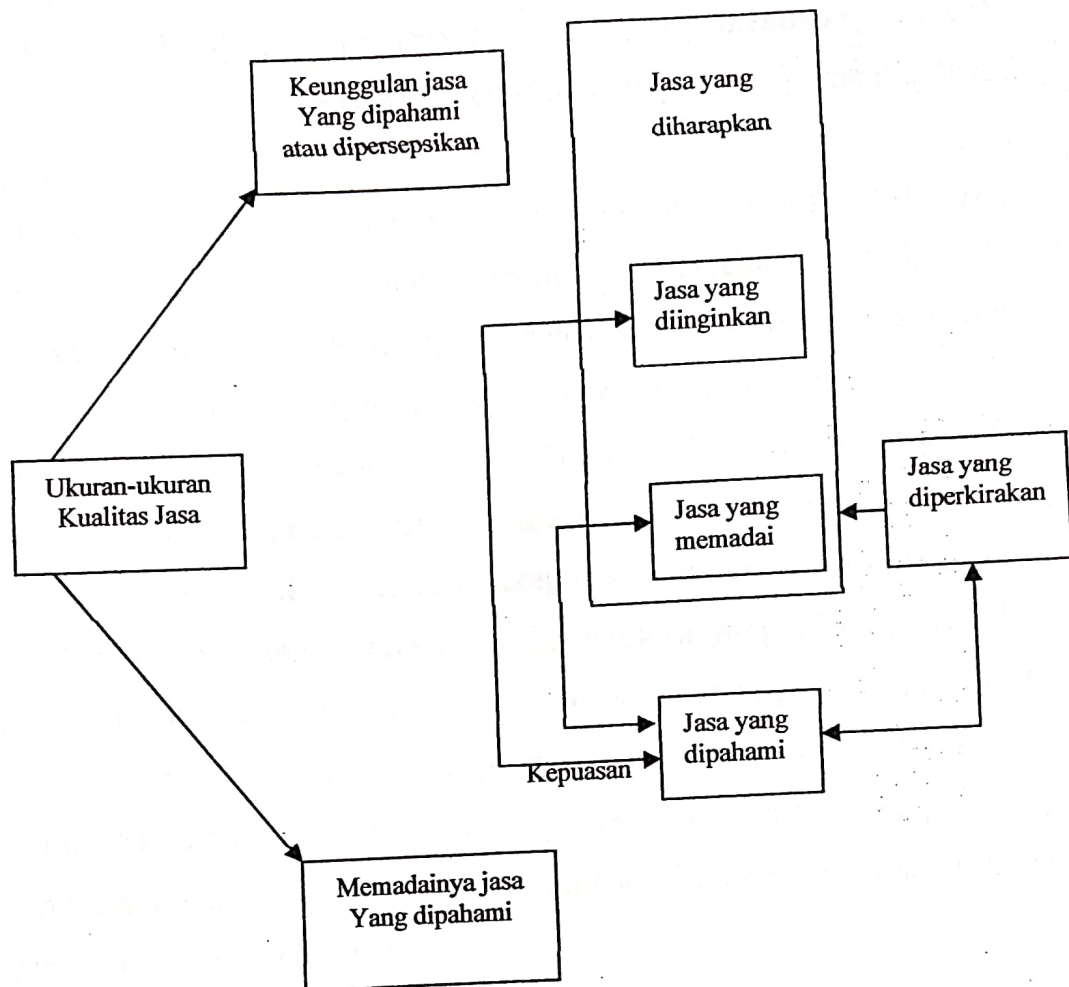 Keunggulan jasa
Yang dipahami
atau dipersepsikan
Jasa yang
diharapkan
Jasa yang
diinginkan
Ukuran-ukuran
Kualitas Jasa
Jasa yang
memadai
Jasa yang
diperkirakan
Jasa yang
dipahami
Kepuasan
Memadainya jasa
Yang dipahami